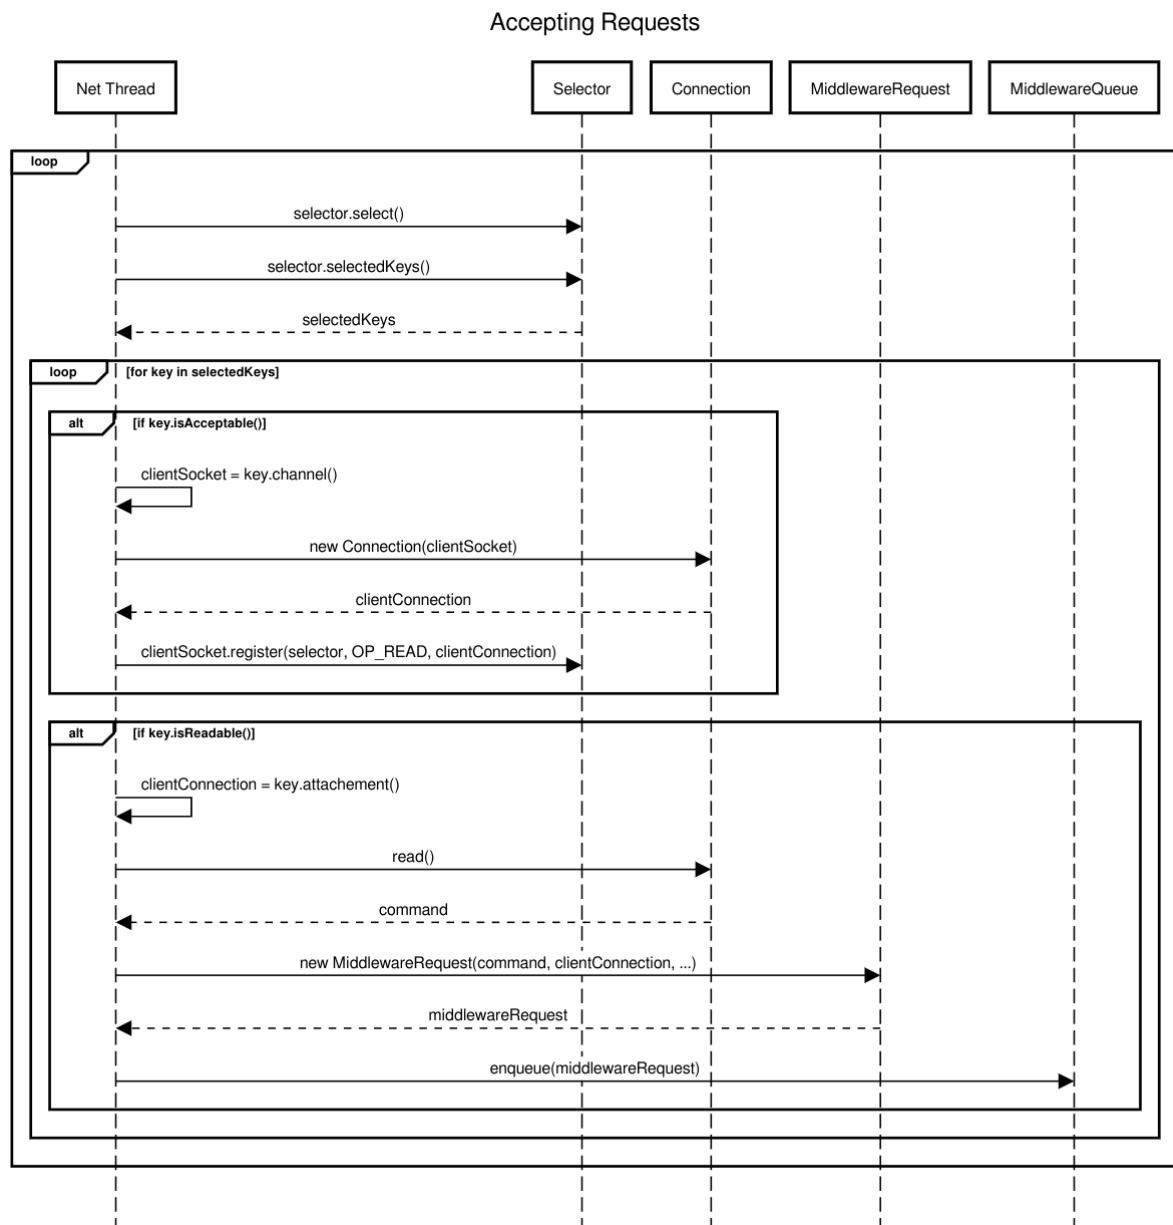 Accepting Requests
Net Thread
Selector
Connection
MiddlewareRequest
MiddlewareQueue
loop
selector.select()
selector.selectedKeys()
selectedKeys
loop [for key in selectedKeys]
alt [if key.isAcceptable()]
clientSocket = key.channel()
new Connection(clientSocket)
clientConnection
clientSocket.register(selector, OP_READ, clientConnection)
alt [if key.isReadable()]
clientConnection = key.attachement()
read()
command
new MiddlewareRequest(command, clientConnection, ...)
middlewareRequest
enqueue(middlewareRequest)